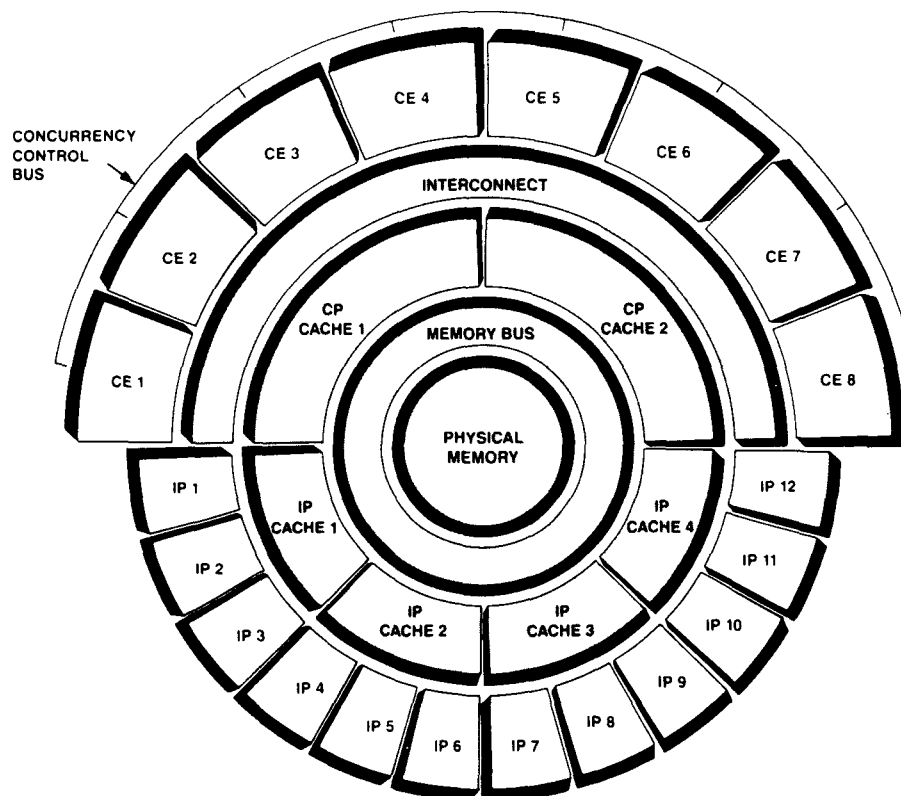 CE 4
CE 5
CE 3
CE 6
CONCURRENCY
CONTROL
BUS
INTERCONNECT
CE 2
CE 7
CP
CACHE 1
CP
CACHE 2
MEMORY BUS
CE 1
CE 8
PHYSICAL
MEMORY
IP 1
IP
CACHE 1
IP
CACHE 4
IP 12
IP 2
IP 11
IP 3
IP
CACHE 2
IP
CACHE 3
IP 10
IP 4
IP 9
IP 5
IP 8
IP 6
IP 7